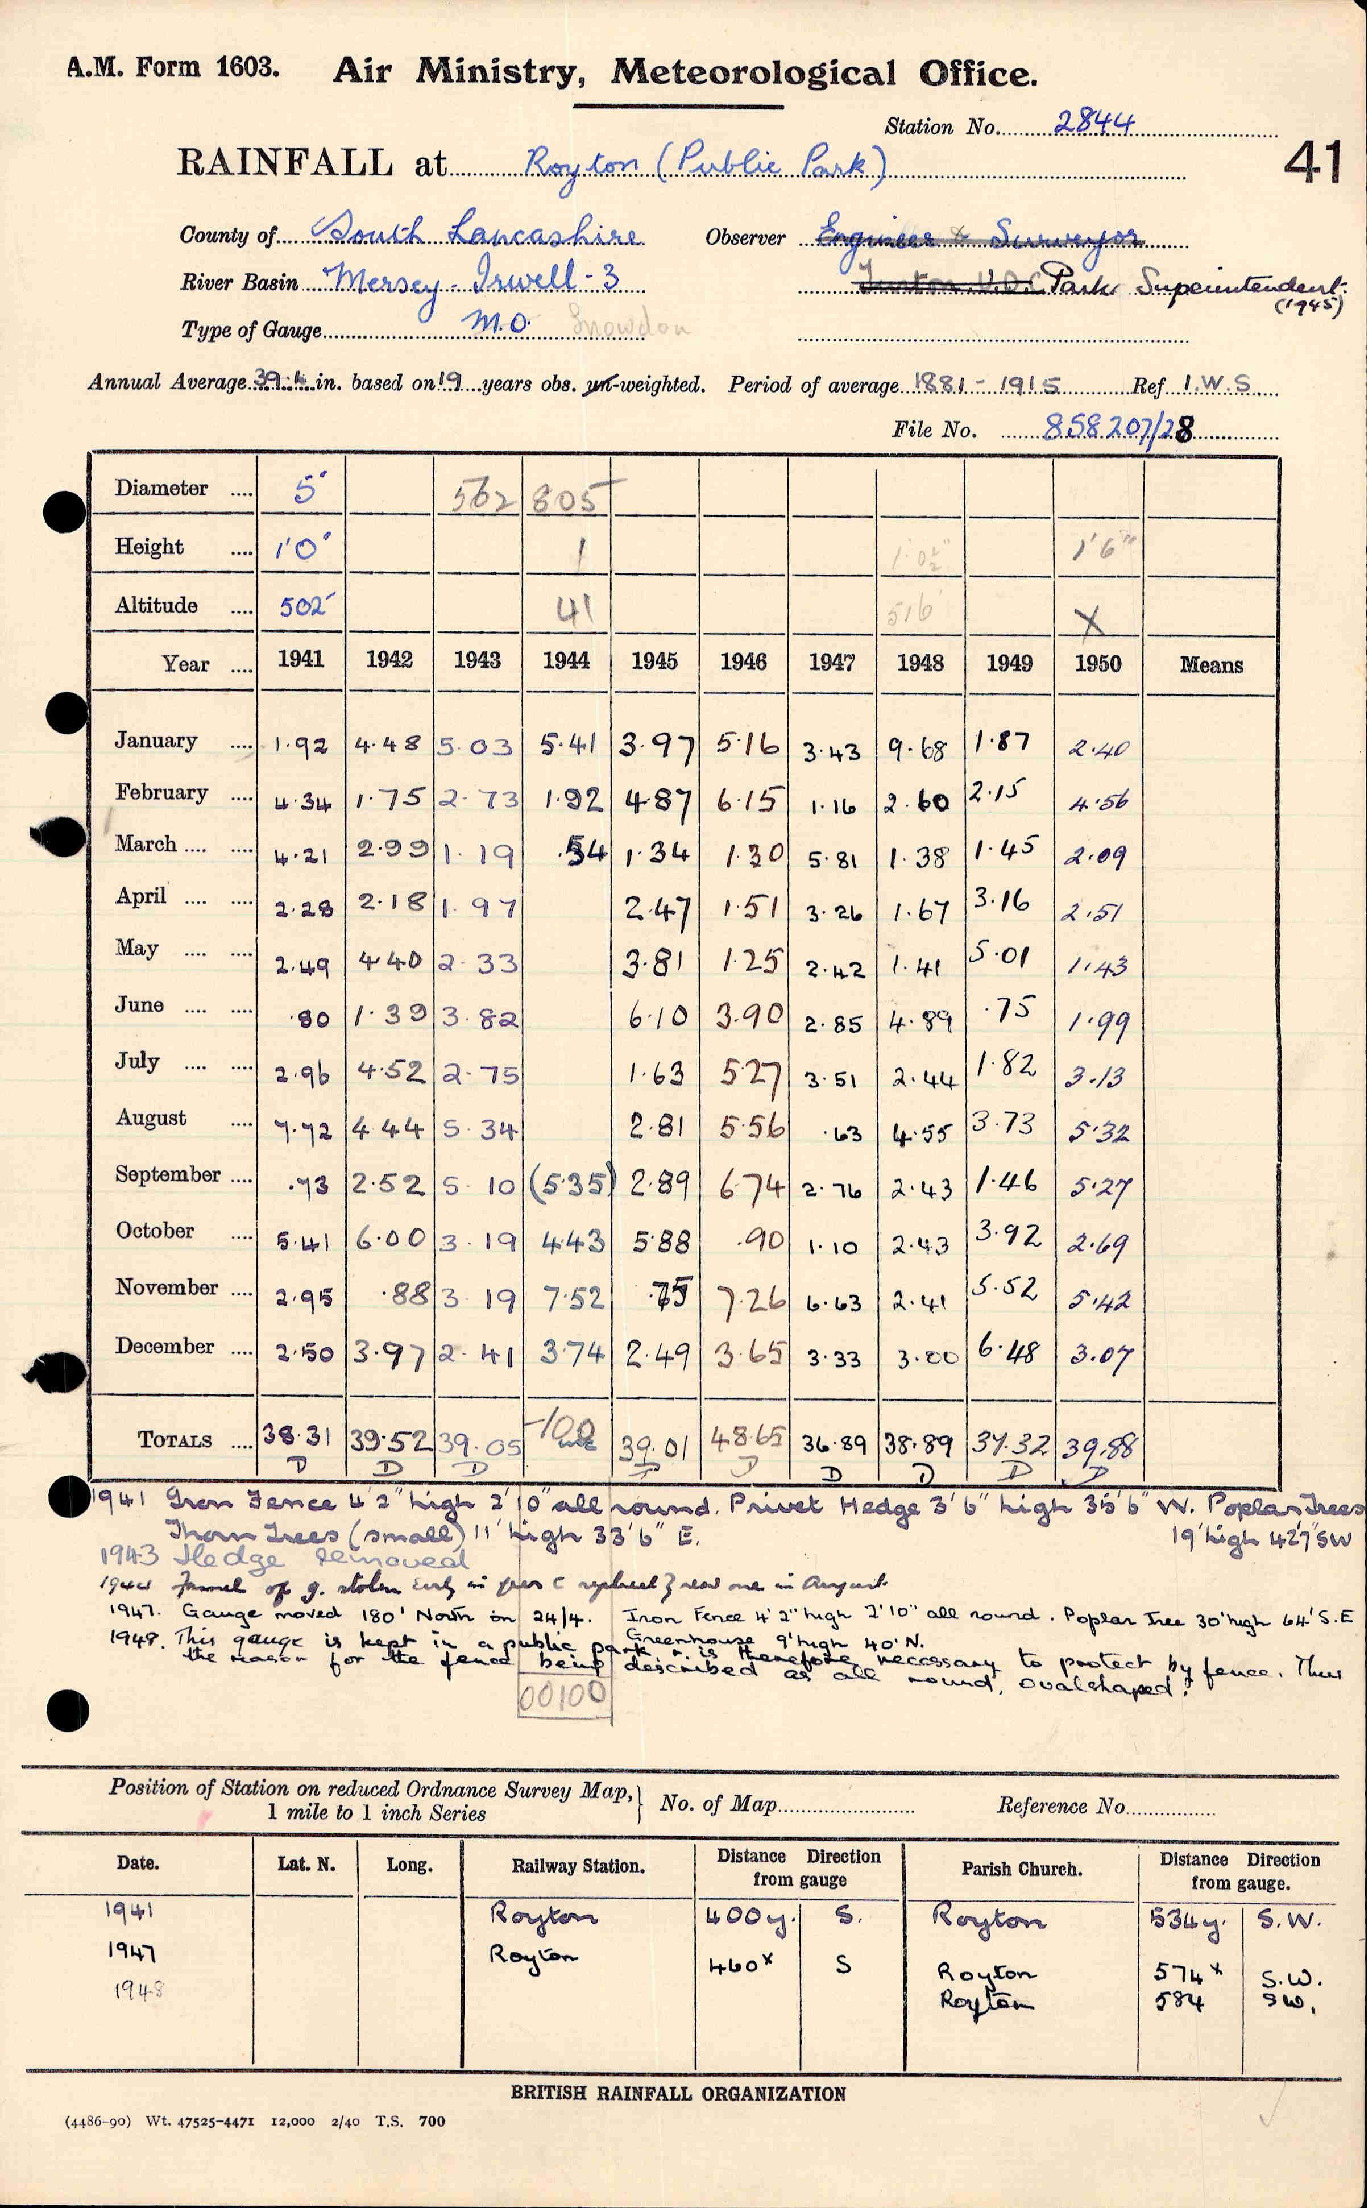 A.M. Form 1603. Air Ministry, Meteorological Office.
Station No. 2844
41
RAINFALL at Royton (Public Park)
County of South Lancashire Observer Engineer & Surveyor
River Basin Mersey - Irwell - 3 U.D.C. Parks Superintendent. (1945)
Type of Gauge M.O. Snowdon
Annual Average 39.4 in. based on 19 years obs. un-weighted. Period of average 1881 - 1915 Ref I.W.S
File No. 858207/28
Diameter .... 5" 562 805
Height .... 1'0" 1 1'0½" 1'6"
Altitude .... 502' 41 516' X
Year .... 1941 1942 1943 1944 1945 1946 1947 1948 1949 1950 Means
January .... 1.92 4.48 5.03 5.41 3.97 5.16 3.43 9.68 1.87 2.40
February .... 4.34 1.75 2.73 1.92 4.87 6.15 1.16 2.60 2.15 4.56
March .... .... 4.21 2.99 1.19 .54 1.34 1.30 5.81 1.38 1.45 2.09
April .... .... 2.28 2.18 1.97 2.47 1.51 3.26 1.67 3.16 2.51
May .... .... 2.49 4.40 2.33 3.81 1.25 2.42 1.41 5.01 1.43
June .... .... .80 1.39 3.82 6.10 3.90 2.85 4.89 .75 1.99
July .... .... 2.96 4.52 2.75 1.63 5.27 3.51 2.44 1.82 3.13
August .... 7.72 4.44 5.34 2.81 5.56 .63 4.55 3.73 5.32
September .... .73 2.52 5.10 (5.35) 2.89 6.74 2.76 2.43 1.46 5.27
October .... 5.41 6.00 3.19 4.43 5.88 .90 1.10 2.43 3.92 2.69
November .... 2.95 .88 3.19 7.52 .75 7.26 6.63 2.41 5.52 5.42
December .... 2.50 3.97 2.41 3.74 2.49 3.65 3.33 3.00 6.48 3.07
TOTALS .... 38.31 39.52 39.05 -100 39.01 48.65 36.89 38.89 37.32 39.88
D D D D D D D D D
1941 Iron Fence 4'2" high 2'10" all round. Privet Hedge 3'6" high 35'6" W. Poplar Trees
Thorn Trees (small) 11' high 33'6" E. 19' high 42'7" SW
1943 Hedge removed
1944 Funnel of g. stolen early in year & replaced new one in August.
1947. Gauge moved 180' North on 24/4. Iron Fence 4'2" high 2'10" all round. Poplar Tree 30' high 64' S.E
Greenhouse 9' high 40' N.
1948. This gauge is kept in a public park & is therefore necessary to protect by fence. Thus
the reason for the fence being described as all round, oval shaped.
00100
Position of Station on reduced Ordnance Survey Map, } No. of Map Reference No.
1 mile to 1 inch Series
Date. Lat. N. Long. Railway Station. Distance Direction from gauge Parish Church. Distance Direction from gauge.
1941 Royton 400y. S. Royton 534y. S.W.
1947 Royton 460x S Royton 574x S.W.
1948 Royton 584 SW.
BRITISH RAINFALL ORGANIZATION
(4486-90) Wt. 47525-4471 12,000 2/40 T.S. 700